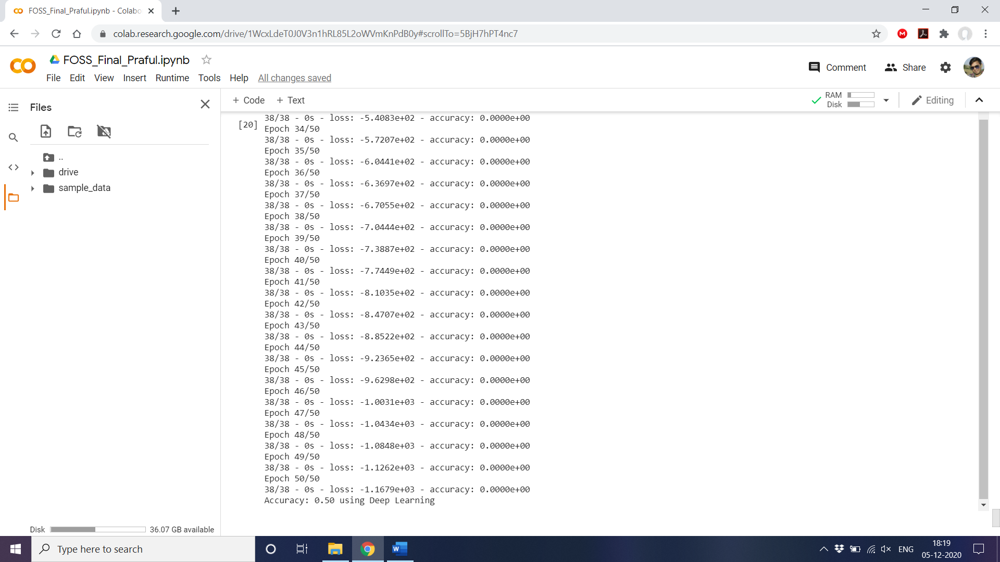 FOSS_Final_Praful.ipynb - Colabo
colab.research.google.com/drive/1WcxLdeT0J0V3n1hRL85L2oWVmKnPdB0y#scrollTo=5BjH7hPT4nc7
FOSS_Final_Praful.ipynb
Comment Share
File Edit View Insert Runtime Tools Help All changes saved
Files
+ Code + Text
RAM
Disk
Editing
..
drive
sample_data
[20]
38/38 - 0s - loss: -5.4083e+02 - accuracy: 0.0000e+00
Epoch 34/50
38/38 - 0s - loss: -5.7207e+02 - accuracy: 0.0000e+00
Epoch 35/50
38/38 - 0s - loss: -6.0441e+02 - accuracy: 0.0000e+00
Epoch 36/50
38/38 - 0s - loss: -6.3697e+02 - accuracy: 0.0000e+00
Epoch 37/50
38/38 - 0s - loss: -6.7055e+02 - accuracy: 0.0000e+00
Epoch 38/50
38/38 - 0s - loss: -7.0444e+02 - accuracy: 0.0000e+00
Epoch 39/50
38/38 - 0s - loss: -7.3887e+02 - accuracy: 0.0000e+00
Epoch 40/50
38/38 - 0s - loss: -7.7449e+02 - accuracy: 0.0000e+00
Epoch 41/50
38/38 - 0s - loss: -8.1035e+02 - accuracy: 0.0000e+00
Epoch 42/50
38/38 - 0s - loss: -8.4707e+02 - accuracy: 0.0000e+00
Epoch 43/50
38/38 - 0s - loss: -8.8522e+02 - accuracy: 0.0000e+00
Epoch 44/50
38/38 - 0s - loss: -9.2365e+02 - accuracy: 0.0000e+00
Epoch 45/50
38/38 - 0s - loss: -9.6298e+02 - accuracy: 0.0000e+00
Epoch 46/50
38/38 - 0s - loss: -1.0031e+03 - accuracy: 0.0000e+00
Epoch 47/50
38/38 - 0s - loss: -1.0434e+03 - accuracy: 0.0000e+00
Epoch 48/50
38/38 - 0s - loss: -1.0848e+03 - accuracy: 0.0000e+00
Epoch 49/50
38/38 - 0s - loss: -1.1262e+03 - accuracy: 0.0000e+00
Epoch 50/50
38/38 - 0s - loss: -1.1679e+03 - accuracy: 0.0000e+00
Accuracy: 0.50 using Deep Learning
Disk 36.07 GB available
Type here to search
ENG
18:19
05-12-2020